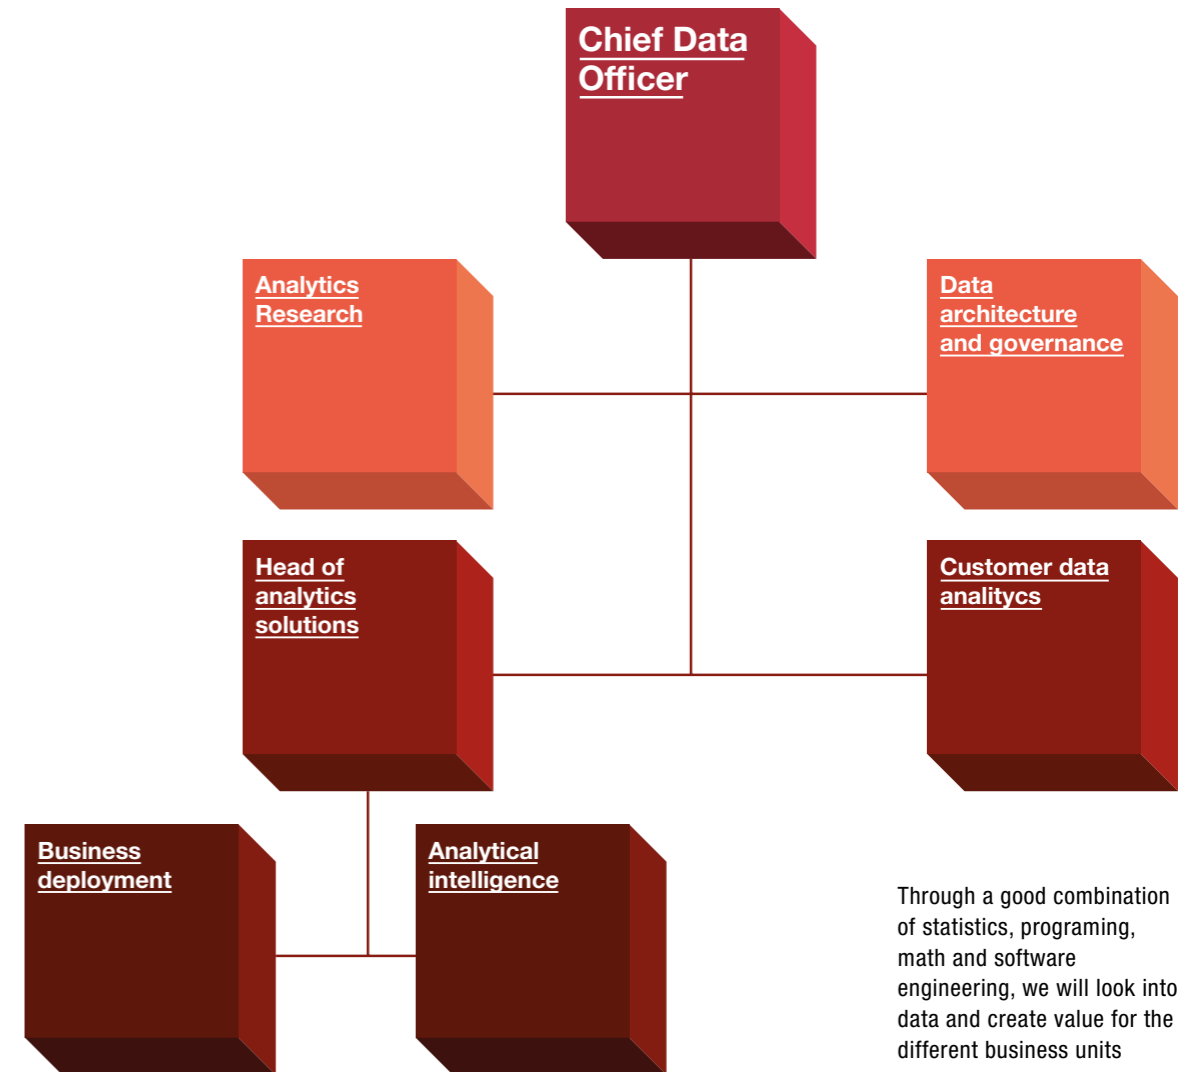 Chief Data
Officer
Analytics
Research
Data
architecture
and governance
Head of
analytics
solutions
Customer data
analitycs
Business
deployment
Analytical
intelligence
Through a good combination
of statistics, programing,
math and software
engineering, we will look into
data and create value for the
different business units